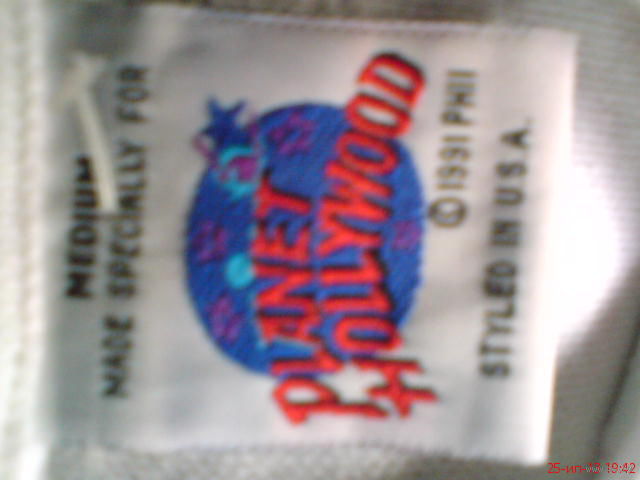 MEDIUM
MADE SPECIALLY FOR
PLANET
HOLLYWOOD
© 1991 PHII
STYLED IN U.S.A.